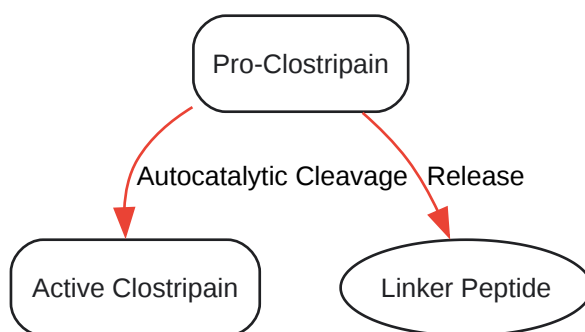 Pro-Clostripain
Autocatalytic Cleavage
Release
Active Clostripain
Linker Peptide